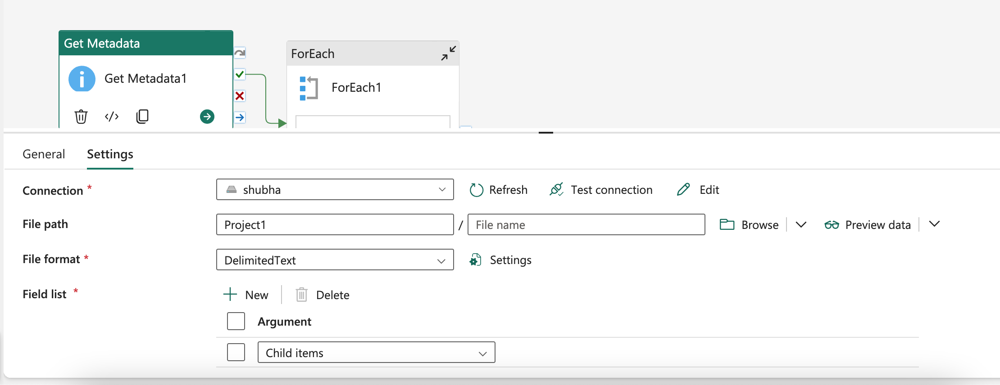 Get Metadata
Get Metadata1
ForEach
ForEach1
General
Settings
Connection *
shubha
Refresh
Test connection
Edit
File path
Project1
/
File name
Browse
Preview data
File format *
DelimitedText
Settings
Field list *
New
Delete
Argument
Child items